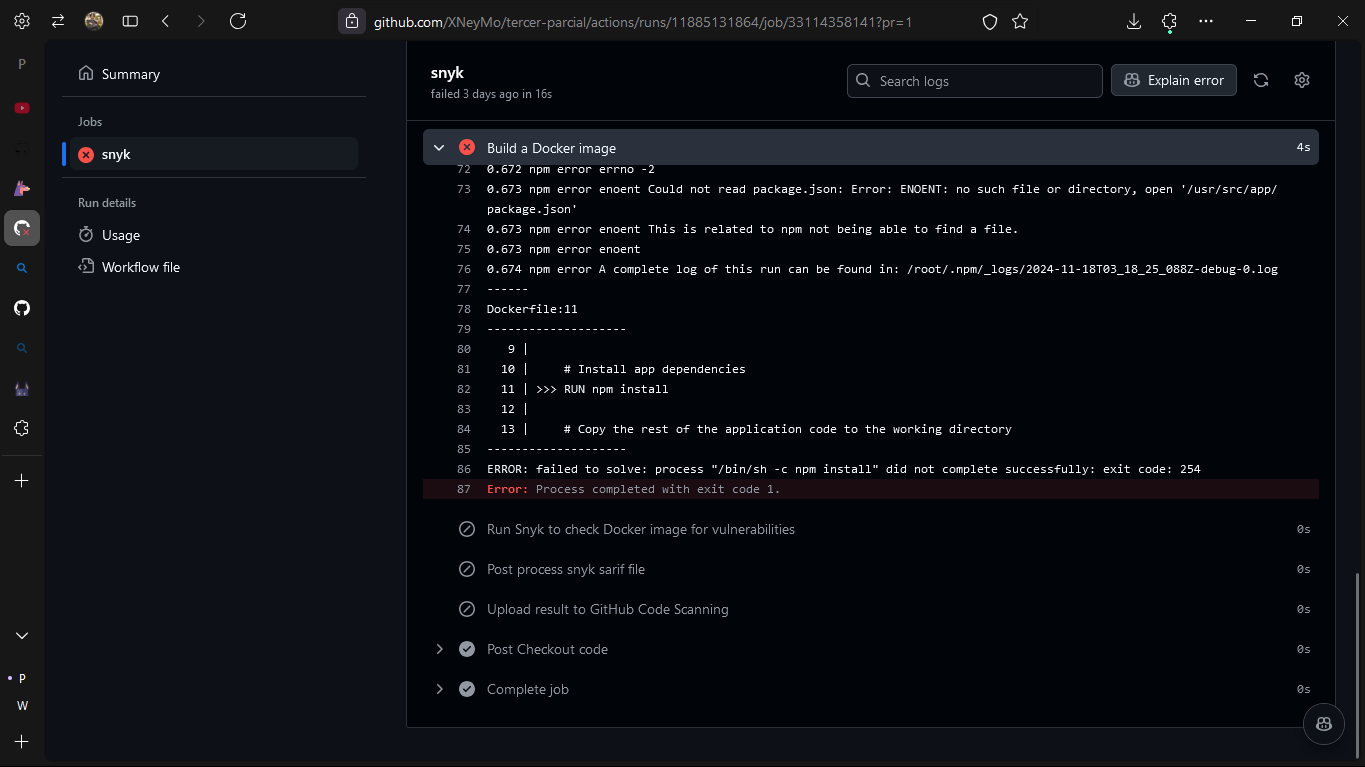 github.com/XNeyMo/tercer-parcial/actions/runs/11885131864/job/33114358141?pr=1
P
Summary
Jobs
snyk
Run details
Usage
Workflow file
P
W
snyk
failed 3 days ago in 16s
Search logs
Explain error
Build a Docker image 4s
72 0.672 npm error errno -2
73 0.673 npm error enoent Could not read package.json: Error: ENOENT: no such file or directory, open '/usr/src/app/
package.json'
74 0.673 npm error enoent This is related to npm not being able to find a file.
75 0.673 npm error enoent
76 0.674 npm error A complete log of this run can be found in: /root/.npm/_logs/2024-11-18T03_18_25_088Z-debug-0.log
77 ------
78 Dockerfile:11
79 --------------------
80 9 |
81 10 | # Install app dependencies
82 11 | >>> RUN npm install
83 12 |
84 13 | # Copy the rest of the application code to the working directory
85 --------------------
86 ERROR: failed to solve: process "/bin/sh -c npm install" did not complete successfully: exit code: 254
87 Error: Process completed with exit code 1.
Run Snyk to check Docker image for vulnerabilities 0s
Post process snyk sarif file 0s
Upload result to GitHub Code Scanning 0s
Post Checkout code 0s
Complete job 0s